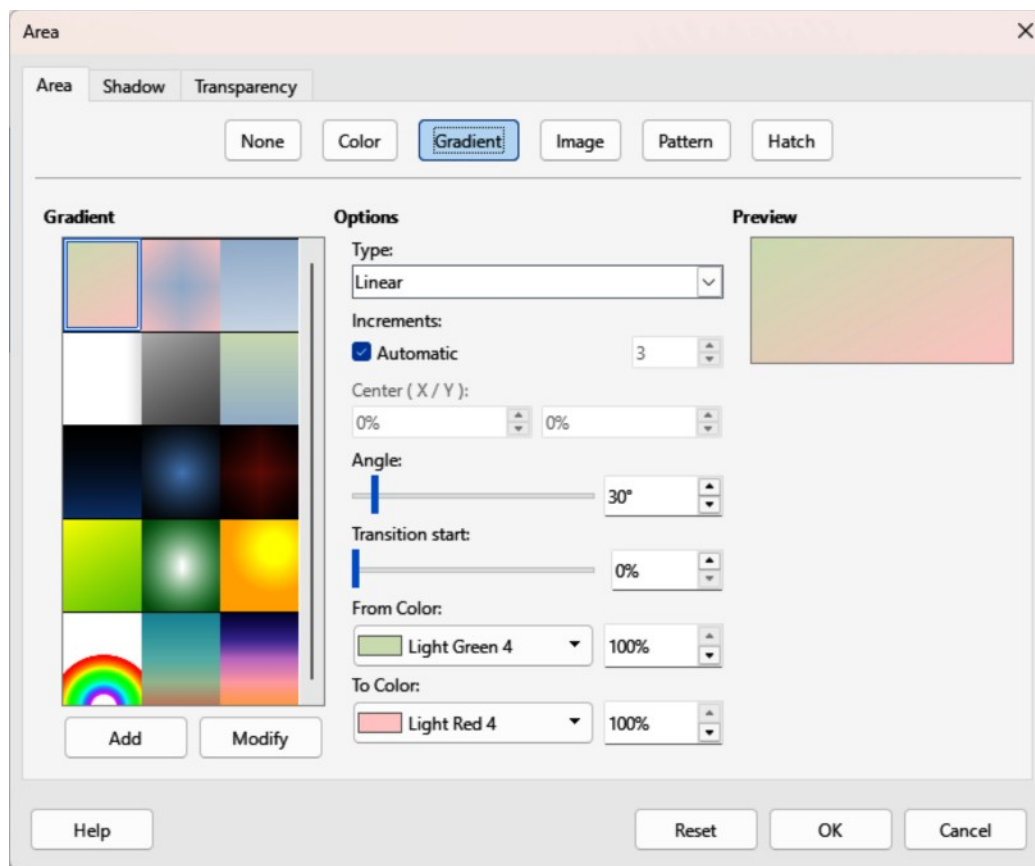 Area
Area Shadow Transparency
None Color Gradient Image Pattern Hatch
Gradient
Options
Type:
Linear
Increments:
Automatic 3
Center ( X / Y ):
0% 0%
Angle:
30°
Transition start:
0%
From Color:
Light Green 4 100%
To Color:
Light Red 4 100%
Preview
Add Modify
Help Reset OK Cancel